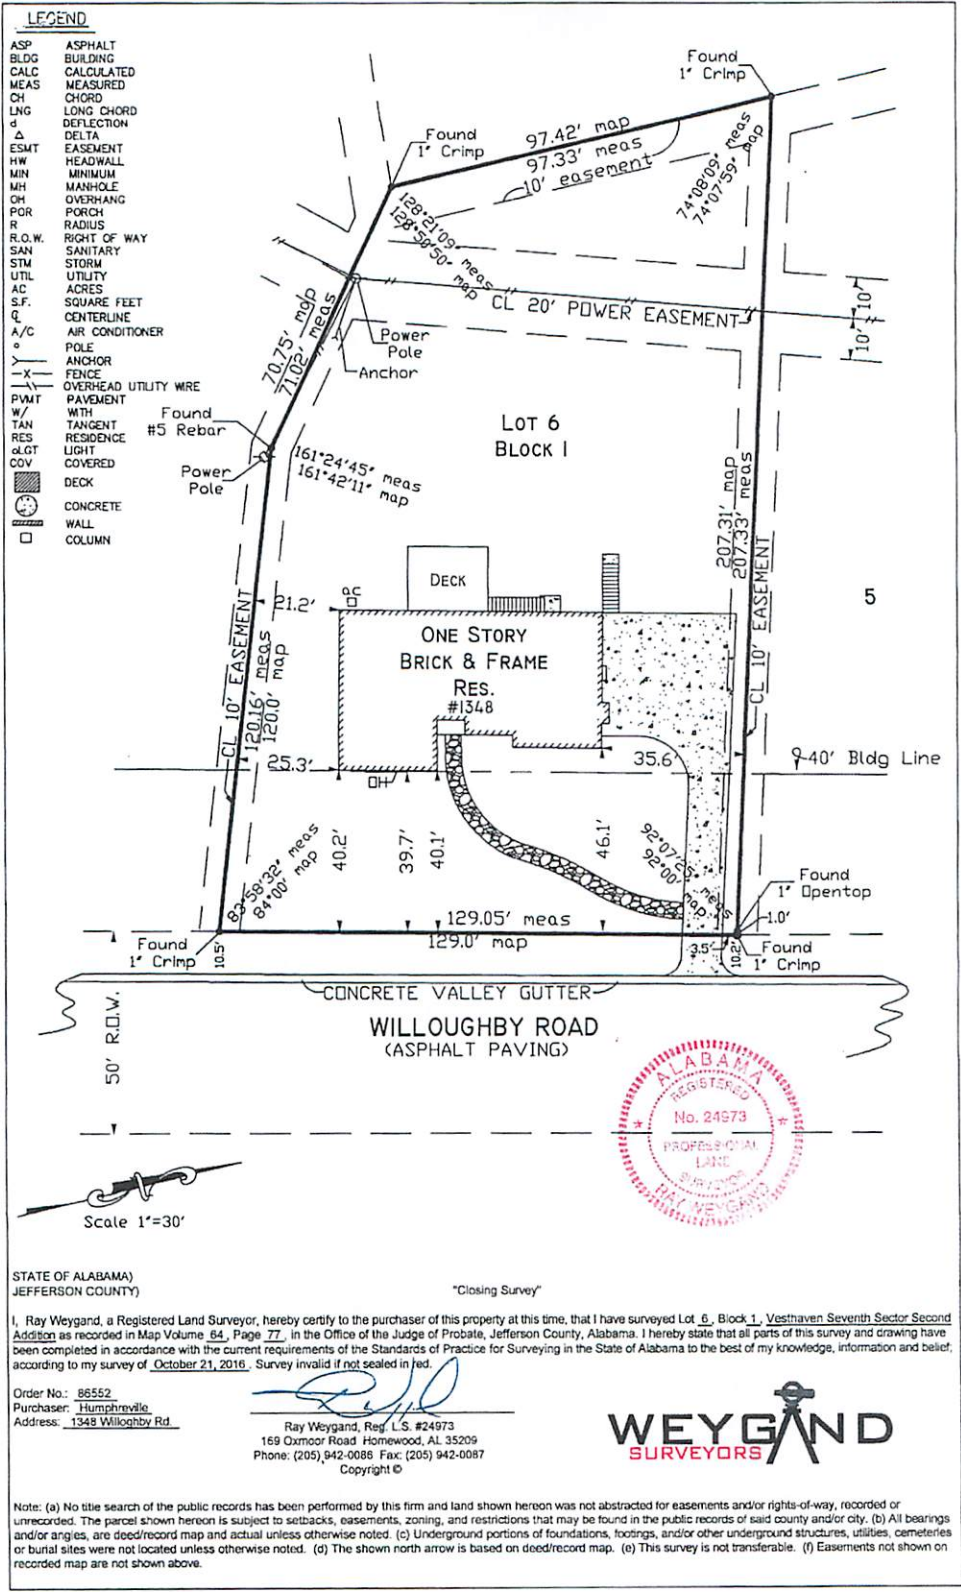 LEGEND
ASP ASPHALT
BLDG BUILDING
CALC CALCULATED
MEAS MEASURED
CH CHORD
LNG LONG CHORD
d DEFLECTION
Δ DELTA
ESMT EASEMENT
HW HEADWALL
MIN MINIMUM
MH MANHOLE
OH OVERHANG
POR PORCH
R RADIUS
R.O.W. RIGHT OF WAY
SAN SANITARY
STM STORM
UTIL UTILITY
AC ACRES
S.F. SQUARE FEET
℄ CENTERLINE
A/C AIR CONDITIONER
POLE
ANCHOR
—X— FENCE
OVERHEAD UTILITY WIRE
PVMT PAVEMENT
W/ WITH
TAN TANGENT
RES RESIDENCE
LGT LIGHT
COV COVERED
DECK
CONCRETE
WALL
COLUMN
Found
1" Crimp
Found
1" Crimp
97.42' map
97.33' meas
10' easement
74°08'09" meas
74°07'59" map
128°21'09" meas
128°58'50" map
CL 20' POWER EASEMENT
10'
10'
70.75' map
71.02' meas
Power
Pole
Anchor
Found
#5 Rebar
Power
Pole
161°24'45" meas
161°42'11" map
LOT 6
BLOCK 1
207.31' map
207.33' meas
CL 10' EASEMENT
5
DECK
21.2'
ONE STORY
BRICK & FRAME
RES.
#1348
CL 10' EASEMENT
120.16' meas
120.0' map
25.3'
35.6'
40' Bldg Line
OH
40.2'
39.7'
40.1'
46.1'
83°58'32" meas
84°00' map
92°07'25" meas
92°00' map
Found
1" Opentop
1.0'
129.05' meas
129.0' map
Found
1" Crimp
10.5'
3.5'
10.2'
Found
1" Crimp
CONCRETE VALLEY GUTTER
WILLOUGHBY ROAD
(ASPHALT PAVING)
50' R.O.W.
ALABAMA
REGISTERED
No. 24973
PROFESSIONAL
LAND
SURVEYOR
RAY WEYGAND
Scale 1"=30'
STATE OF ALABAMA)
JEFFERSON COUNTY)
"Closing Survey"
I, Ray Weygand, a Registered Land Surveyor, hereby certify to the purchaser of this property at this time, that I have surveyed Lot 6, Block 1, Vesthaven Seventh Sector Second
Addition as recorded in Map Volume 64, Page 77, in the Office of the Judge of Probate, Jefferson County, Alabama. I hereby state that all parts of this survey and drawing have
been completed in accordance with the current requirements of the Standards of Practice for Surveying in the State of Alabama to the best of my knowledge, information and belief,
according to my survey of October 21, 2016. Survey invalid if not sealed in red.
Order No.: 86552
Purchaser: Humphreville
Address: 1348 Willoghby Rd.
Ray Weygand, Reg. L.S. #24973
169 Oxmoor Road Homewood, AL 35209
Phone: (205) 942-0086 Fax: (205) 942-0087
Copyright ©
WEYGAND
SURVEYORS
Note: (a) No title search of the public records has been performed by this firm and land shown hereon was not abstracted for easements and/or rights-of-way, recorded or
unrecorded. The parcel shown hereon is subject to setbacks, easements, zoning, and restrictions that may be found in the public records of said county and/or city. (b) All bearings
and/or angles, are deed/record map and actual unless otherwise noted. (c) Underground portions of foundations, footings, and/or other underground structures, utilities, cemeteries
or burial sites were not located unless otherwise noted. (d) The shown north arrow is based on deed/record map. (e) This survey is not transferable. (f) Easements not shown on
recorded map are not shown above.